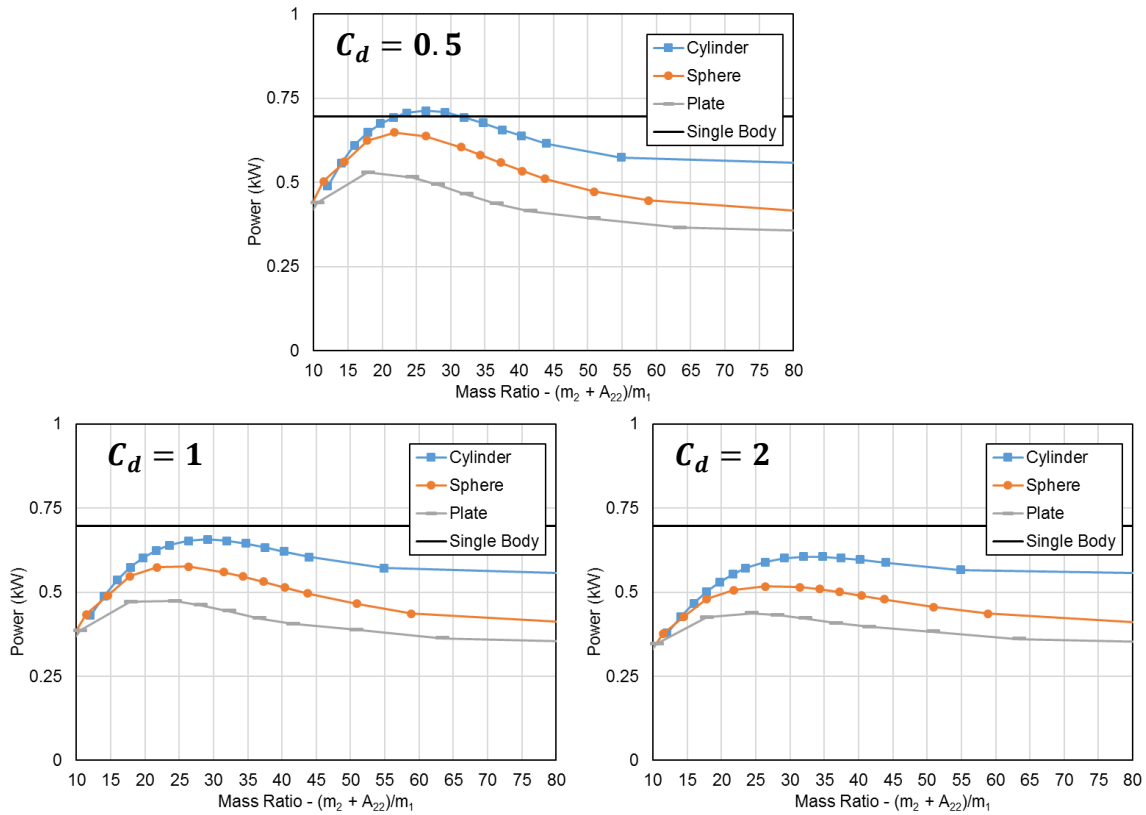 C_d = 0.5
Cylinder
Sphere
Plate
Single Body
Power (kW)
1
0.75
0.5
0.25
0
10 15 20 25 30 35 40 45 50 55 60 65 70 75 80
Mass Ratio - (m₂ + A₂₂)/m₁
C_d = 1
Cylinder
Sphere
Plate
Single Body
Power (kW)
1
0.75
0.5
0.25
0
10 15 20 25 30 35 40 45 50 55 60 65 70 75 80
Mass Ratio - (m₂ + A₂₂)/m₁
C_d = 2
Cylinder
Sphere
Plate
Single Body
Power (kW)
1
0.75
0.5
0.25
0
10 15 20 25 30 35 40 45 50 55 60 65 70 75 80
Mass Ratio - (m₂ + A₂₂)/m₁